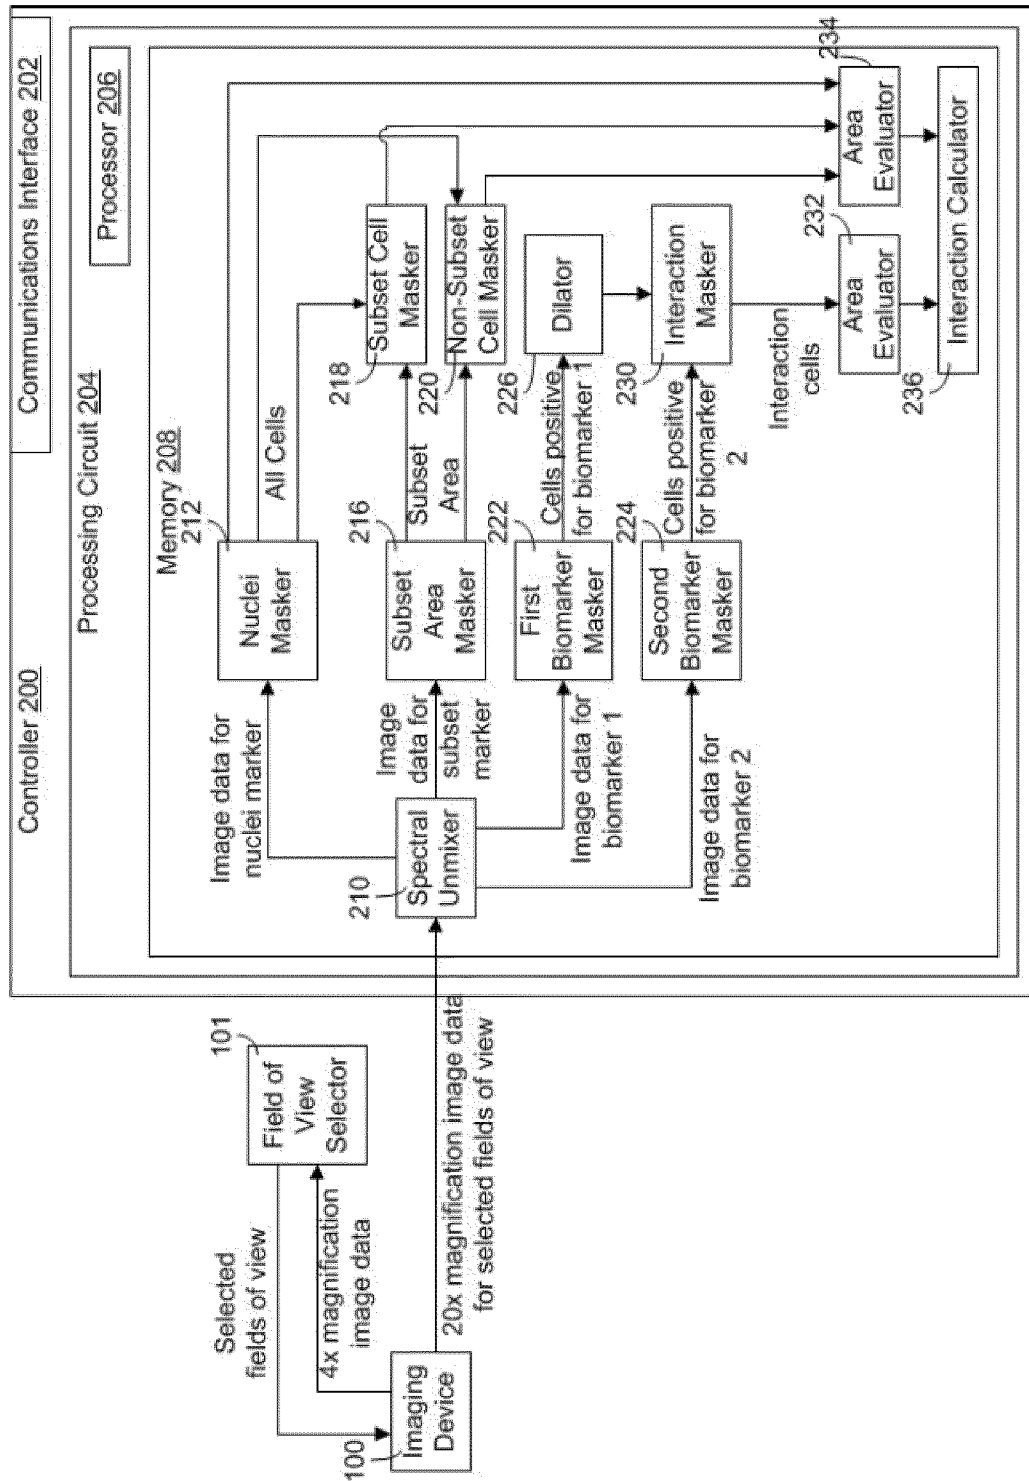 Controller 200
Communications Interface 202
Processing Circuit 204
Processor 206
Memory 208
212
Nuclei
Masker
All Cells
Image data for
nuclei marker
218
Subset Cell
Masker
220
Non-Subset
Cell Masker
216
Subset
Area
Masker
Subset
Area
Image
data for
subset
marker
210
Spectral
Unmixer
222
First
Biomarker
Masker
Cells positive
for biomarker 1
226
Dilator
Image data for
biomarker 1
224
Second
Biomarker
Masker
Cells positive
for biomarker
2
230
Interaction
Masker
Image data for
biomarker 2
Interaction
cells
232
Area
Evaluator
234
Area
Evaluator
236
Interaction Calculator
101
Field of
View
Selector
Selected
fields of view
4x magnification
image data
100
Imaging
Device
20x magnification image data
for selected fields of view